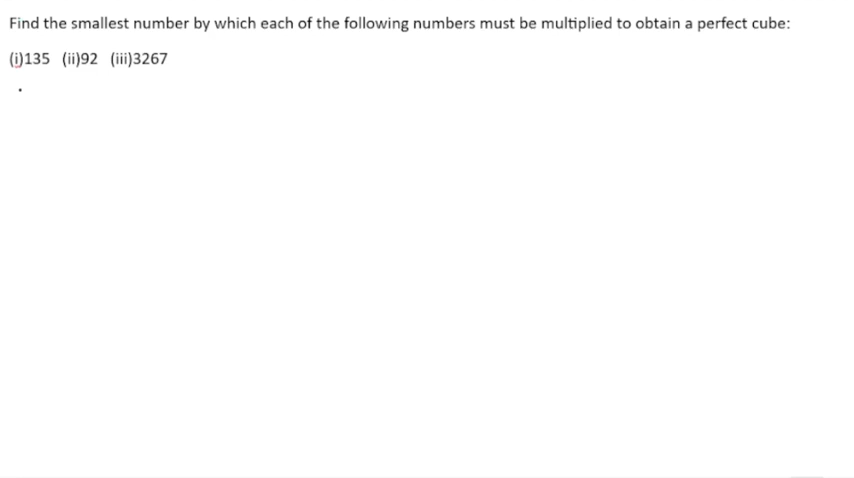 Find the smallest number by which each of the following numbers must be multiplied to obtain a perfect cube:
(i)135 (ii)92 (iii)3267